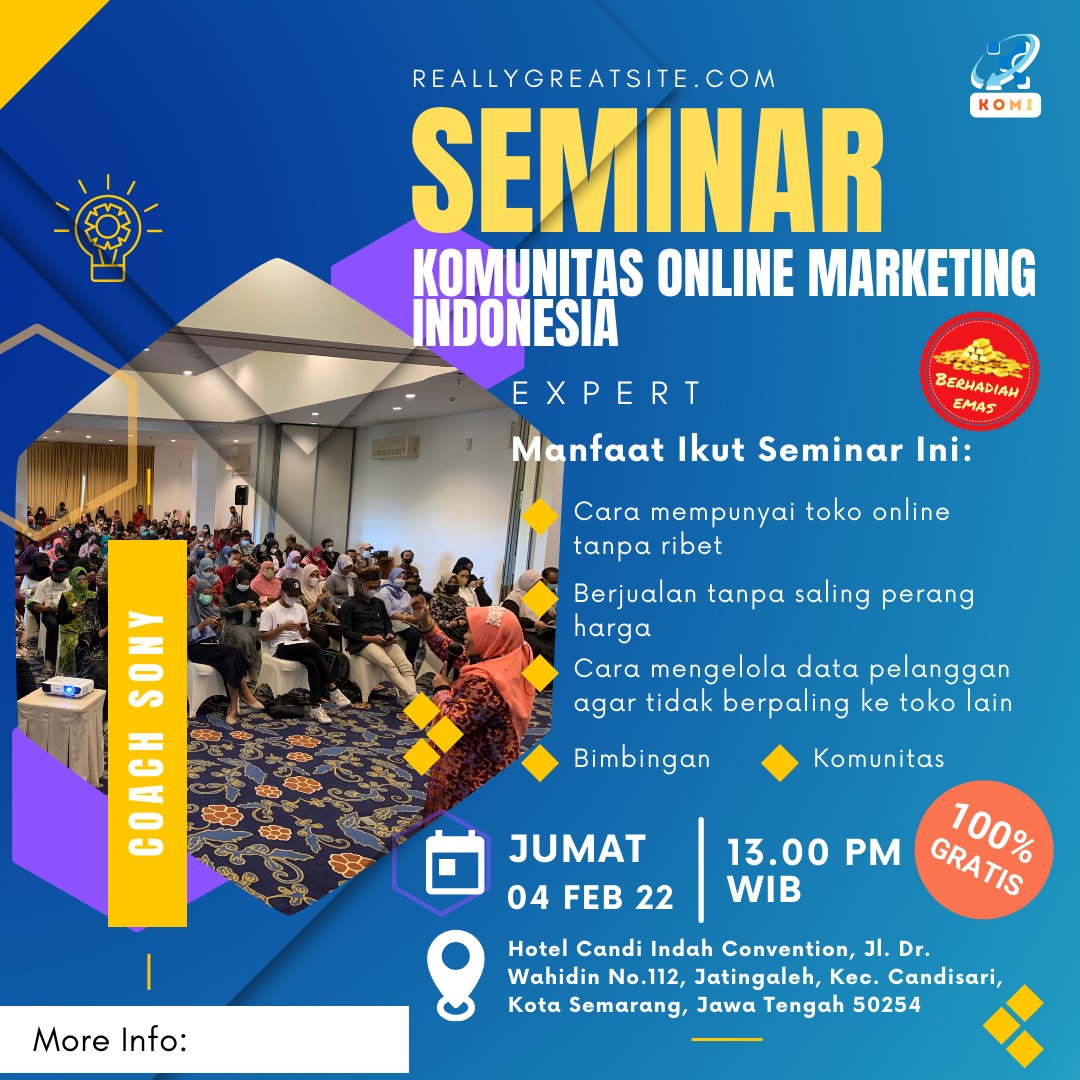 REALLYGREATSITE.COM
KOMI
SEMINAR
KOMUNITAS ONLINE MARKETING
INDONESIA
BERHADIAH
EMAS
EXPERT
Manfaat Ikut Seminar Ini:
Cara mempunyai toko online
tanpa ribet
Berjualan tanpa saling perang
harga
Cara mengelola data pelanggan
agar tidak berpaling ke toko lain
Bimbingan
Komunitas
COACH SONY
JUMAT
04 FEB 22
13.00 PM
WIB
100%
GRATIS
Hotel Candi Indah Convention, Jl. Dr.
Wahidin No.112, Jatingaleh, Kec. Candisari,
Kota Semarang, Jawa Tengah 50254
More Info: